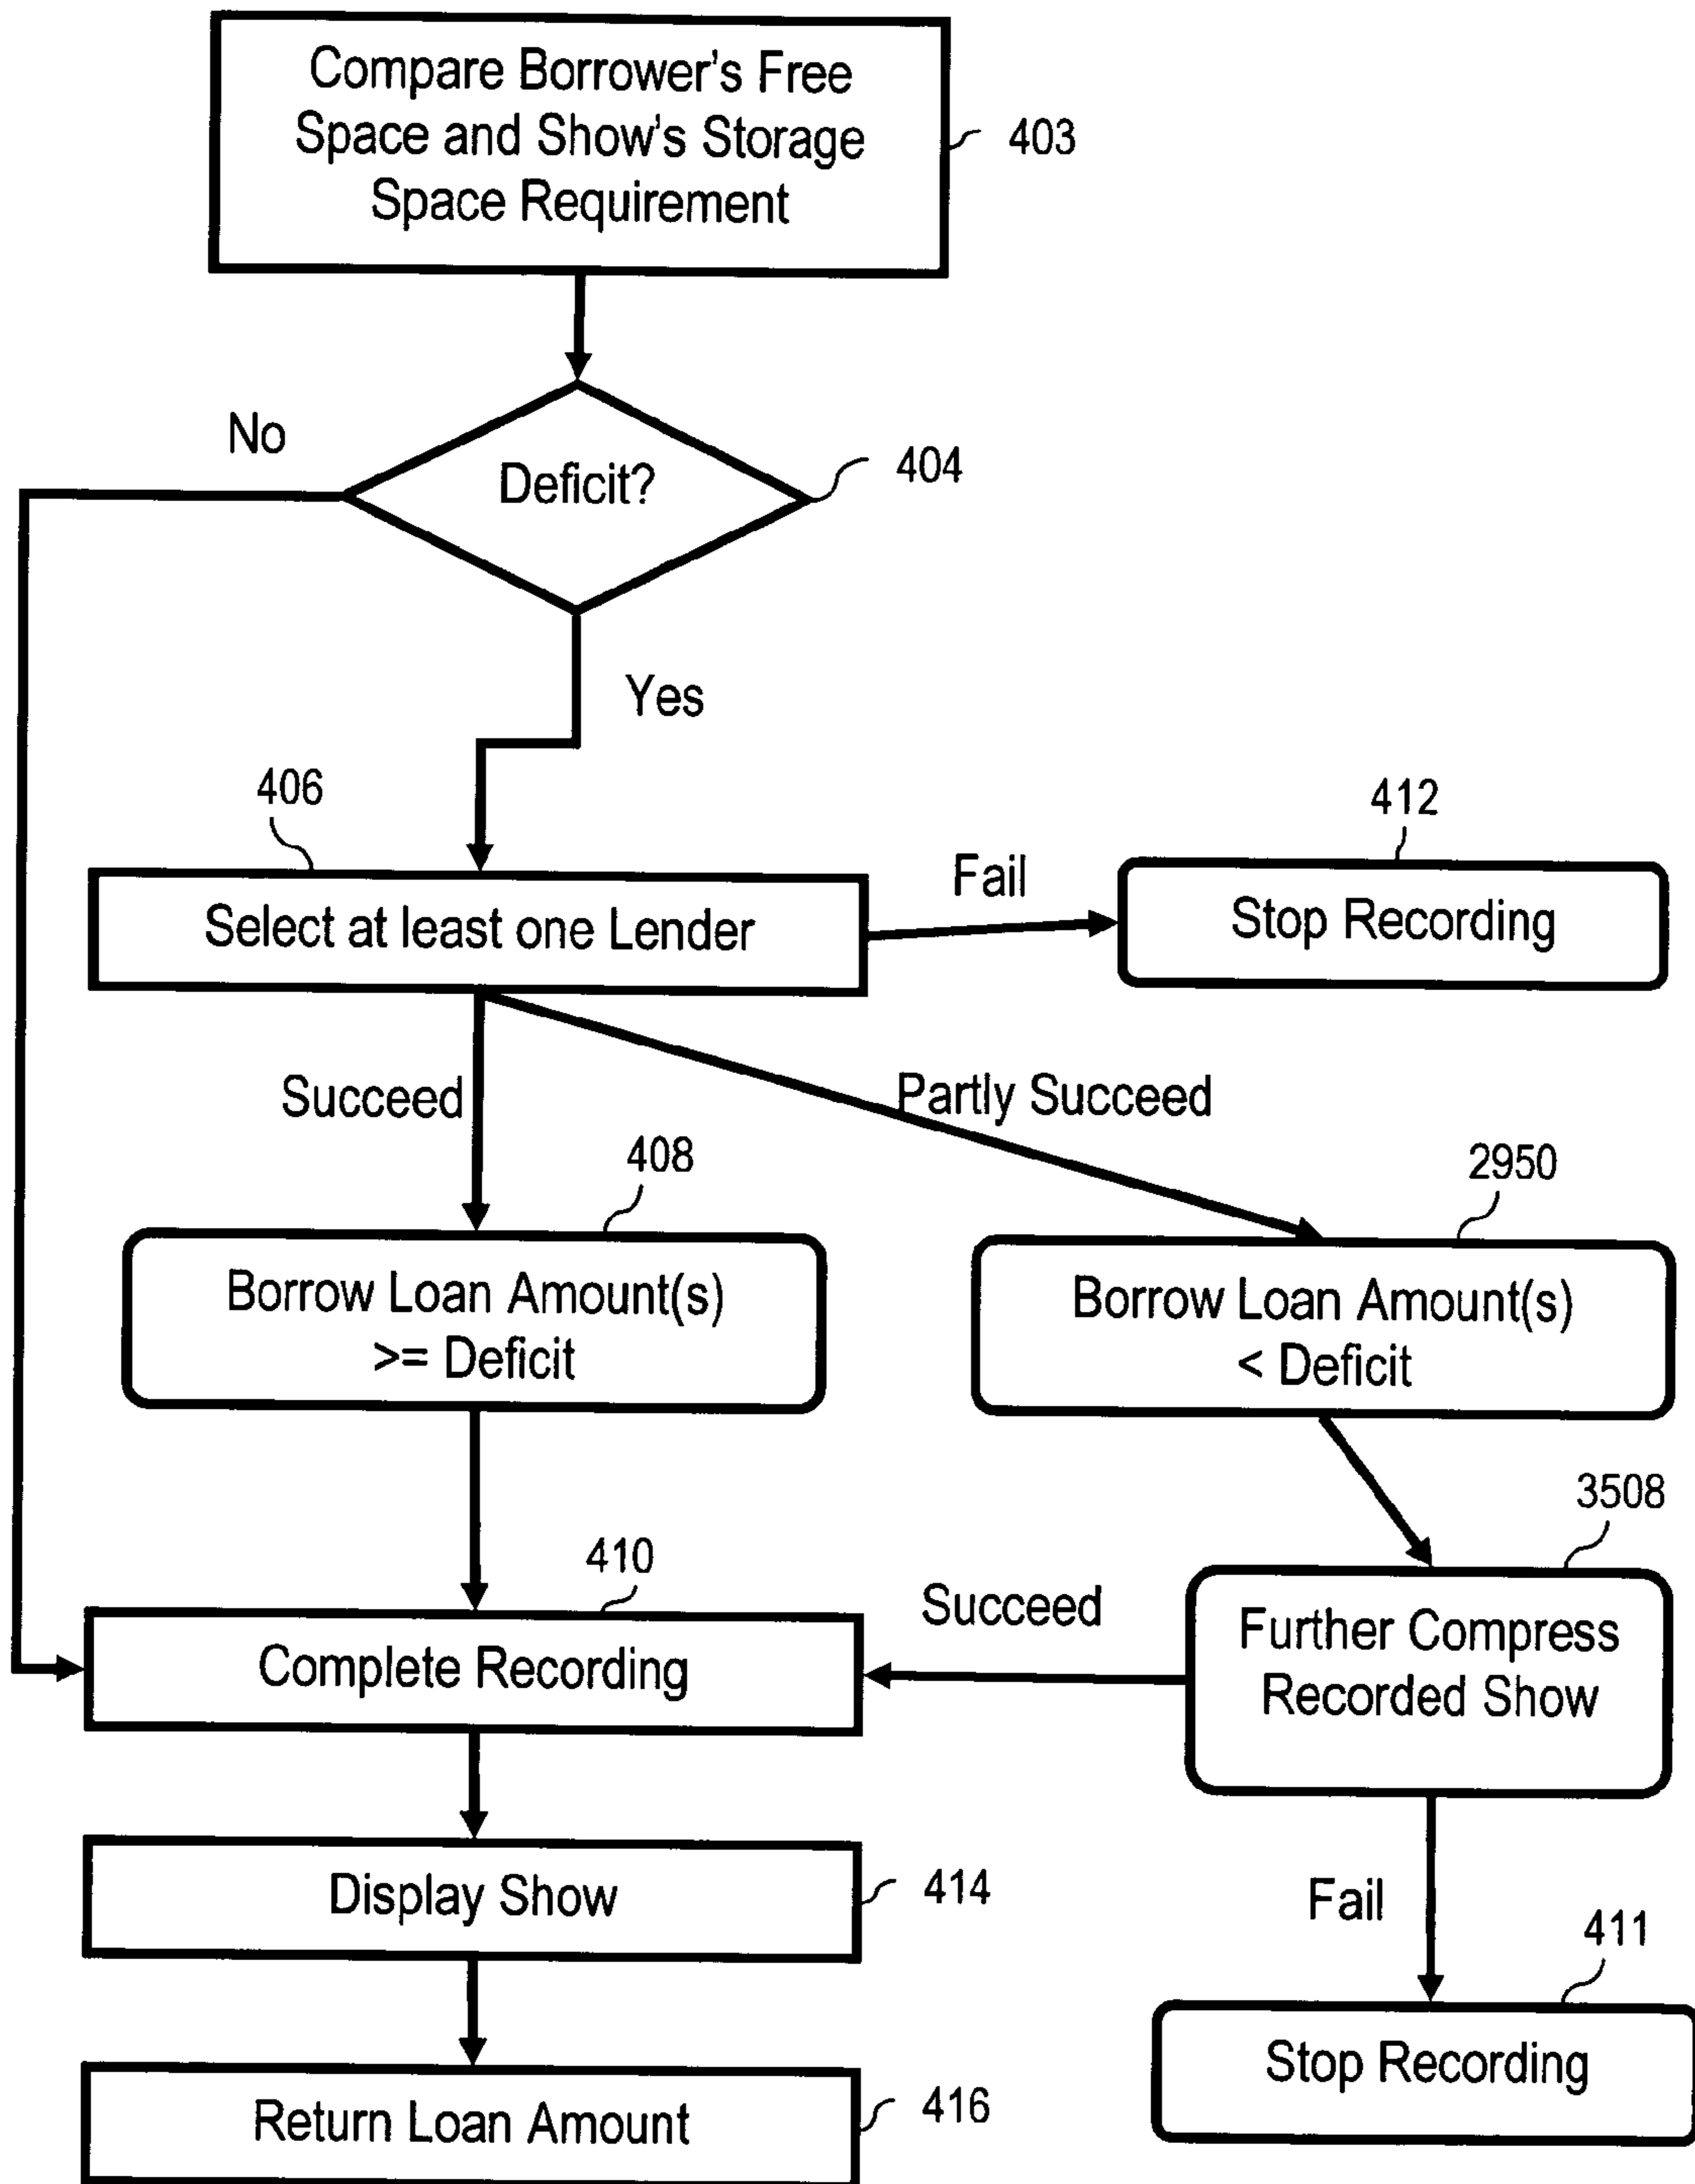 Compare Borrower's Free
Space and Show's Storage
Space Requirement
403
No
Deficit?
404
Yes
406
412
Select at least one Lender
Fail
Stop Recording
Succeed
Partly Succeed
408
2950
Borrow Loan Amount(s)
>= Deficit
Borrow Loan Amount(s)
< Deficit
3508
410
Succeed
Complete Recording
Further Compress
Recorded Show
Display Show
414
Fail
411
Return Loan Amount
416
Stop Recording